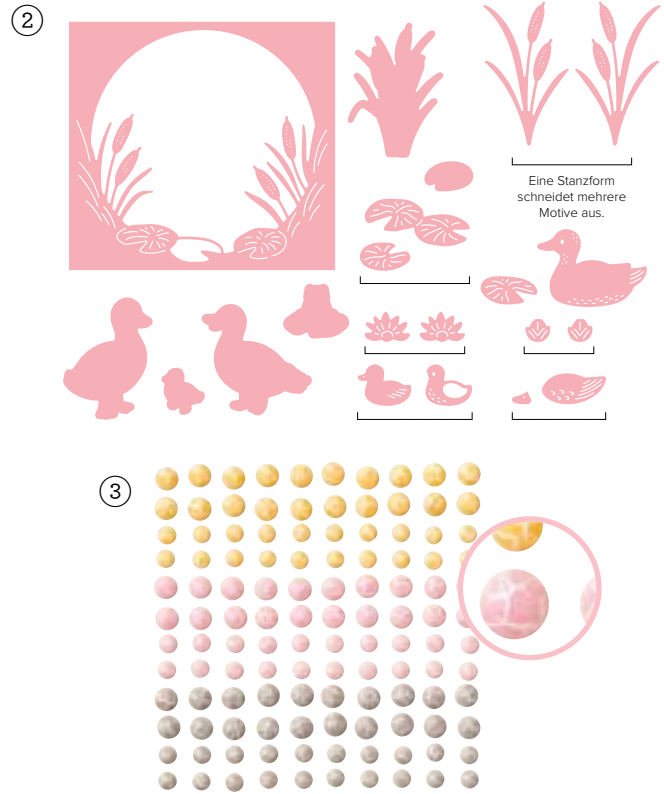 ②
Eine Stanzform
schneidet mehrere
Motive aus.
③